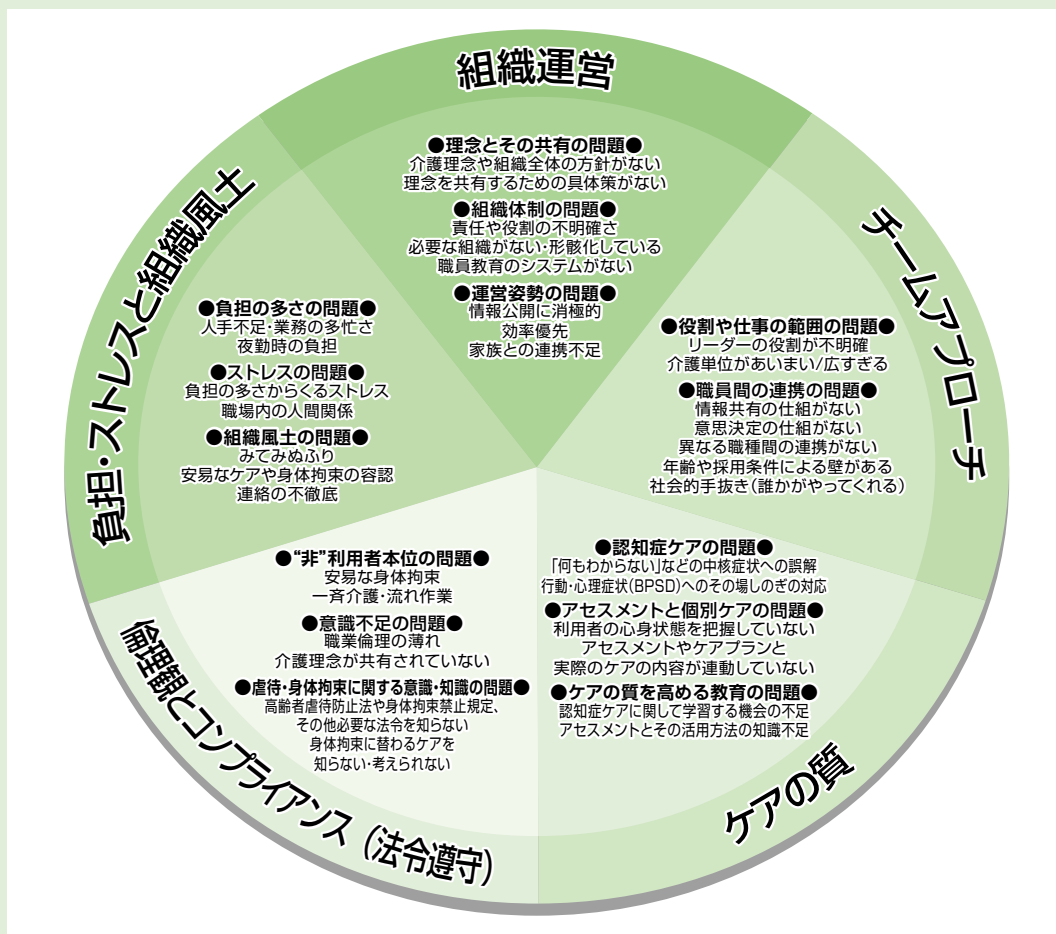 組織運営
●理念とその共有の問題●
介護理念や組織全体の方針がない
理念を共有するための具体策がない
●組織体制の問題●
責任や役割の不明確さ
必要な組織がない・形骸化している
職員教育のシステムがない
●運営姿勢の問題●
情報公開に消極的
効率優先
家族との連携不足
チームアプローチ
●役割や仕事の範囲の問題●
リーダーの役割が不明確
介護単位があいまい/広すぎる
●職員間の連携の問題●
情報共有の仕組がない
意思決定の仕組がない
異なる職種間の連携がない
年齢や採用条件による壁がある
社会的手抜き(誰かがやってくれる)
ケアの質
●認知症ケアの問題●
「何もわからない」などの中核症状への誤解
行動・心理症状(BPSD)へのその場しのぎの対応
●アセスメントと個別ケアの問題●
利用者の心身状態を把握していない
アセスメントやケアプランと
実際のケアの内容が連動していない
●ケアの質を高める教育の問題●
認知症ケアに関して学習する機会の不足
アセスメントとその活用方法の知識不足
倫理観とコンプライアンス(法令遵守)
●“非”利用者本位の問題●
安易な身体拘束
一斉介護・流れ作業
●意識不足の問題●
職業倫理の薄れ
介護理念が共有されていない
●虐待・身体拘束に関する意識・知識の問題●
高齢者虐待防止法や身体拘束禁止規定、
その他必要な法令を知らない
身体拘束に替わるケアを
知らない・考えられない
負担・ストレスと組織風土
●負担の多さの問題●
人手不足・業務の多忙さ
夜勤時の負担
●ストレスの問題●
負担の多さからくるストレス
職場内の人間関係
●組織風土の問題●
みてみぬふり
安易なケアや身体拘束の容認
連絡の不徹底